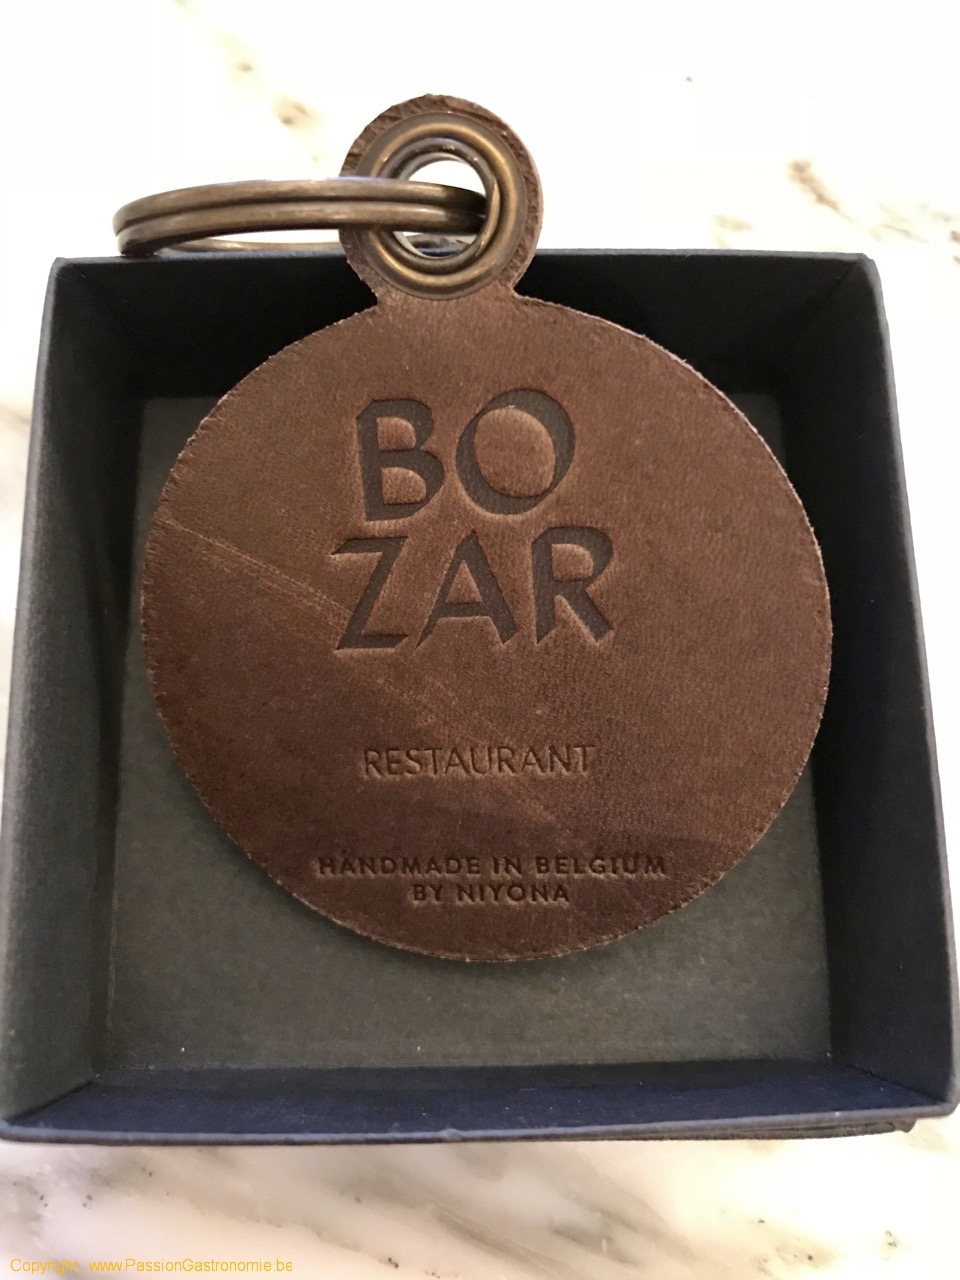 BO
ZAR
RESTAURANT
HANDMADE IN BELGIUM
BY NIYONA
Copyright www.PassionGastronomie.be